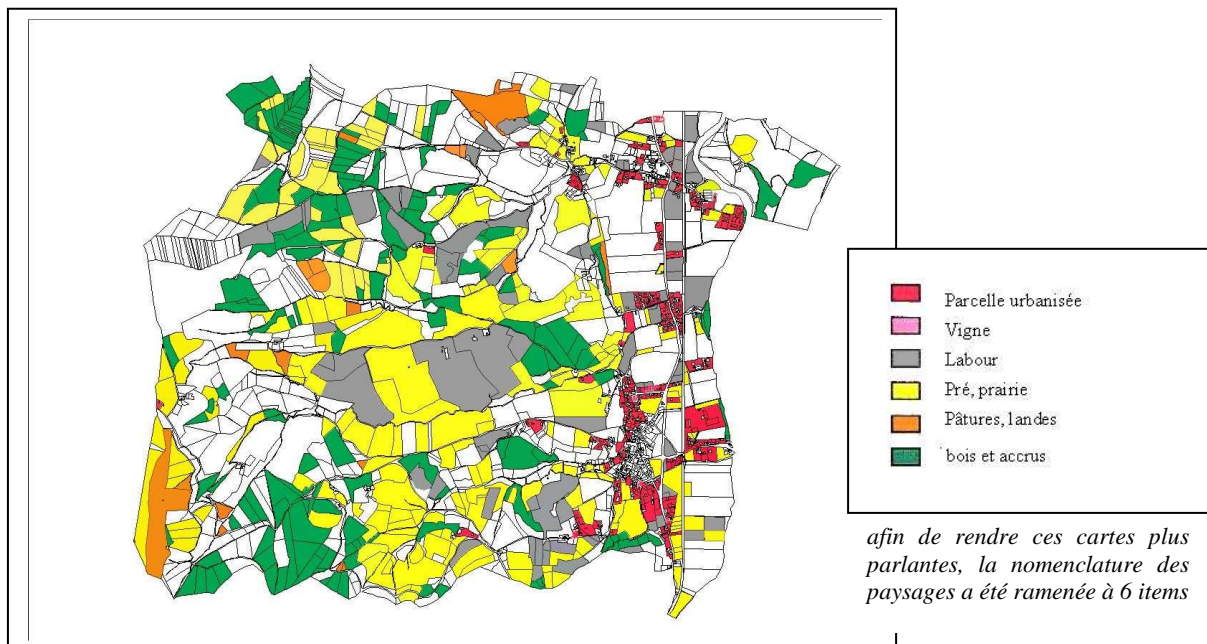 Parcelle urbanisée
Vigne
Labour
Pré, prairie
Pâtures, landes
bois et accrus
afin de rendre ces cartes plus
parlantes, la nomenclature des
paysages a été ramenée à 6 items